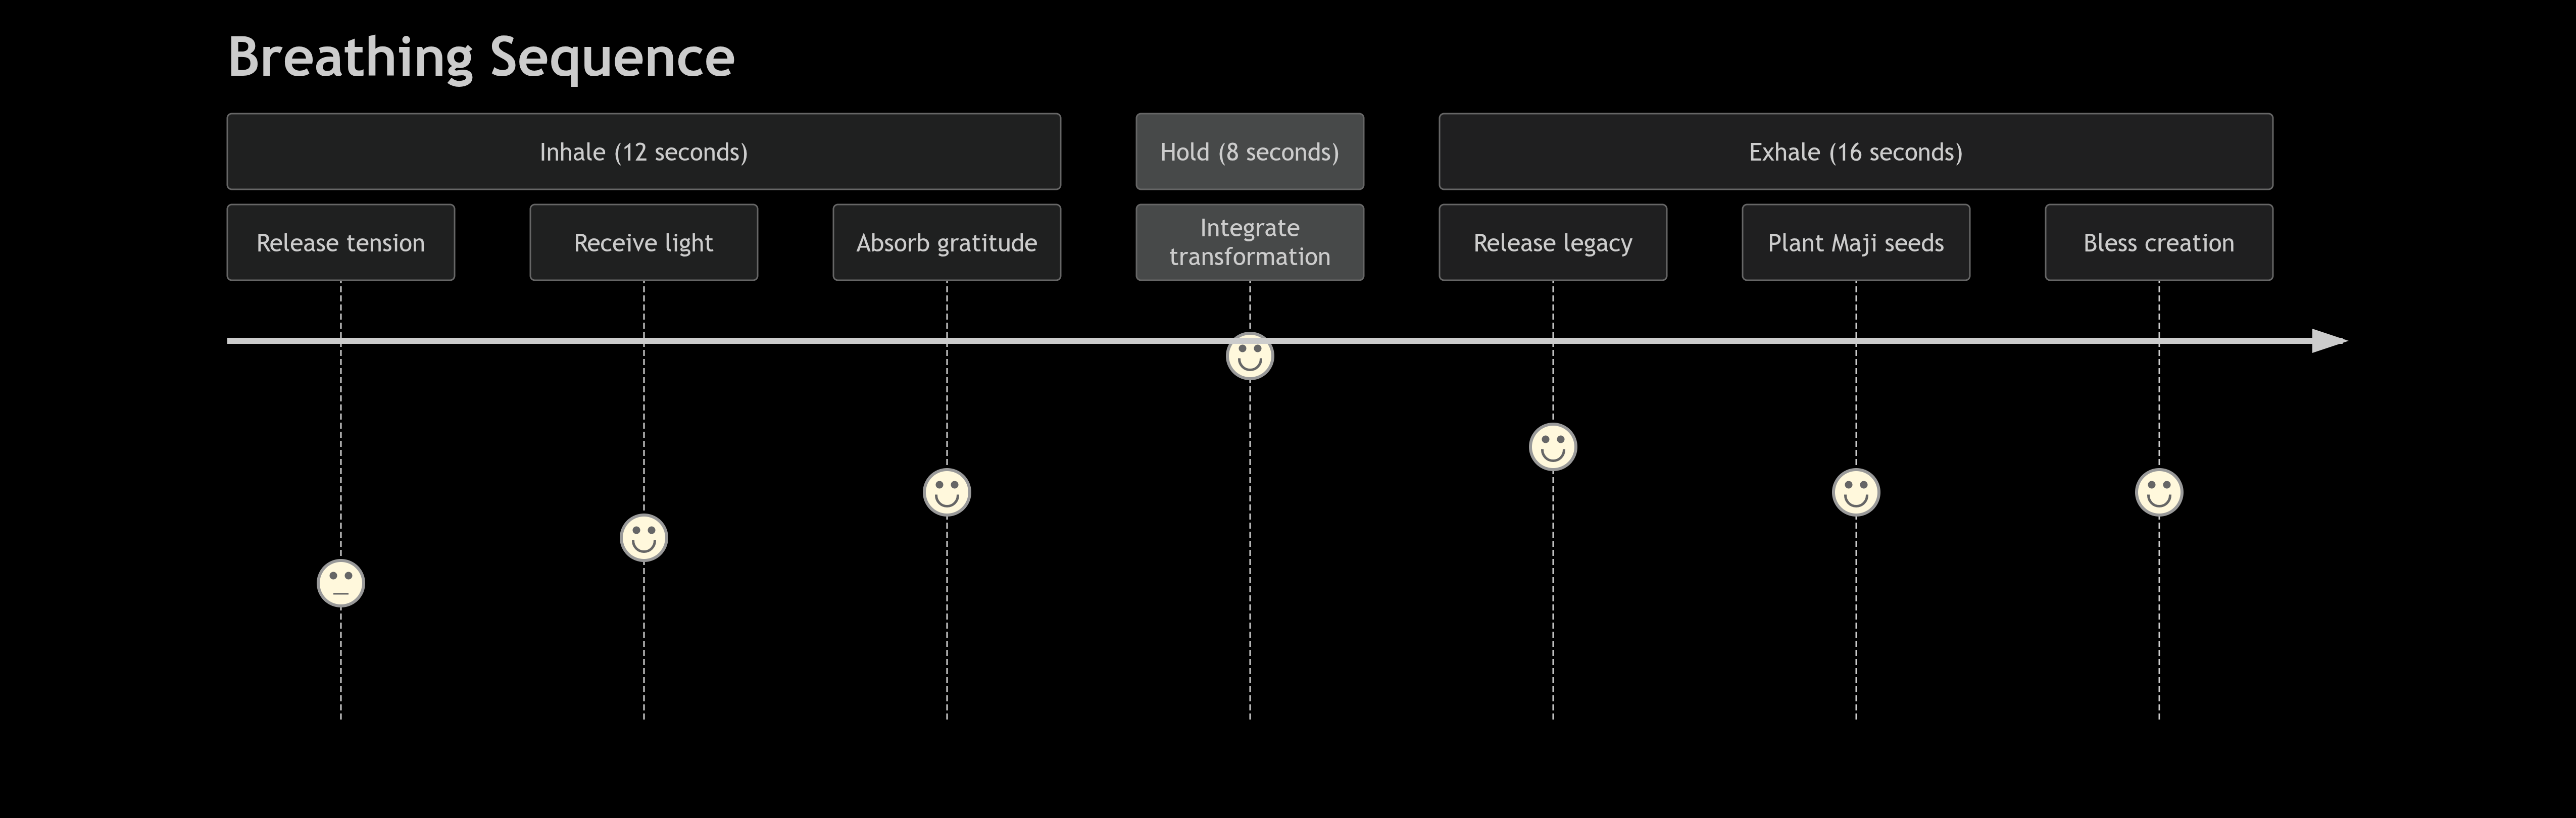 Breathing Sequence
Inhale (12 seconds)
Hold (8 seconds)
Exhale (16 seconds)
Release tension
Receive light
Absorb gratitude
Integrate
transformation
Release legacy
Plant Maji seeds
Bless creation